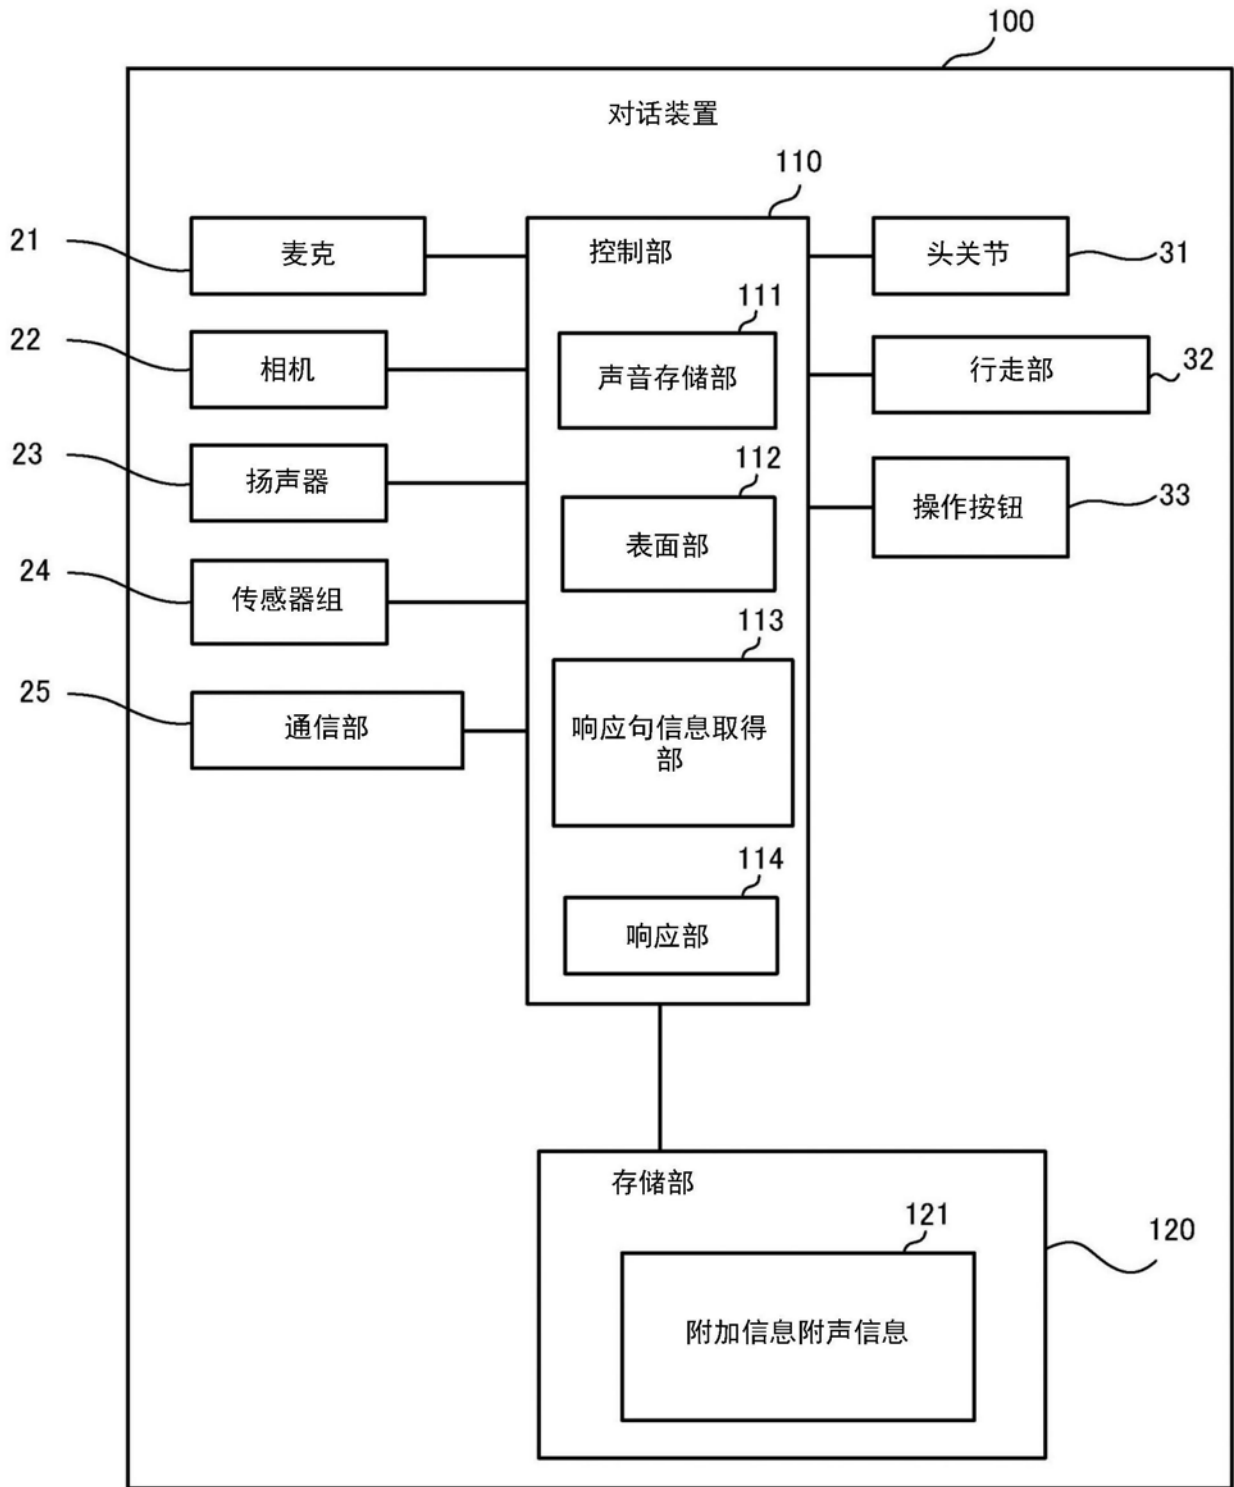 100
对话装置
110
21
麦克
控制部
头关节
31
111
22
相机
声音存储部
行走部
32
23
扬声器
112
操作按钮
33
表面部
24
传感器组
113
25
通信部
响应句信息取得
部
114
响应部
存储部
121
120
附加信息附声信息